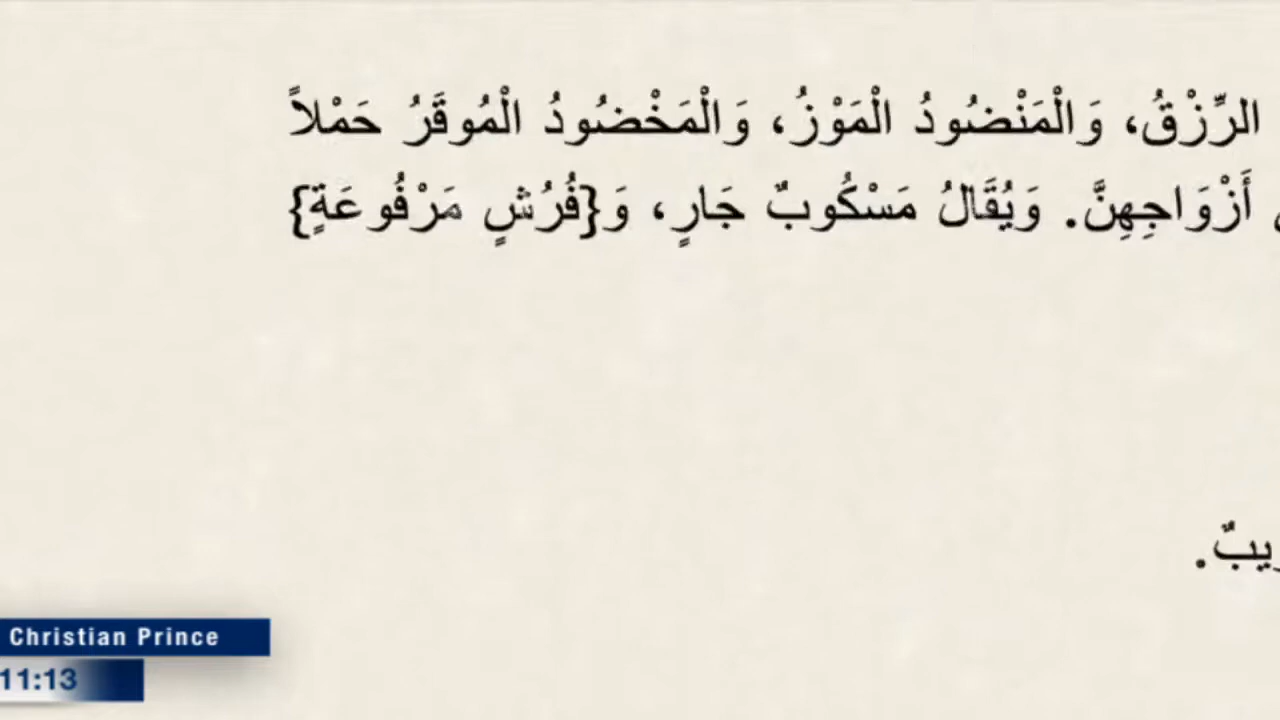 الرِّزْقُ، وَالْمَنْضُودُ الْمَوْزُ، وَالْمَخْضُودُ الْمُوقَرُ حَمْلاً
أَزْوَاجِهِنَّ. وَيُقَالُ مَسْكُوبٌ جَارٍ، وَ{فُرُشٍ مَرْفُوعَةٍ}
Christian Prince
11:13